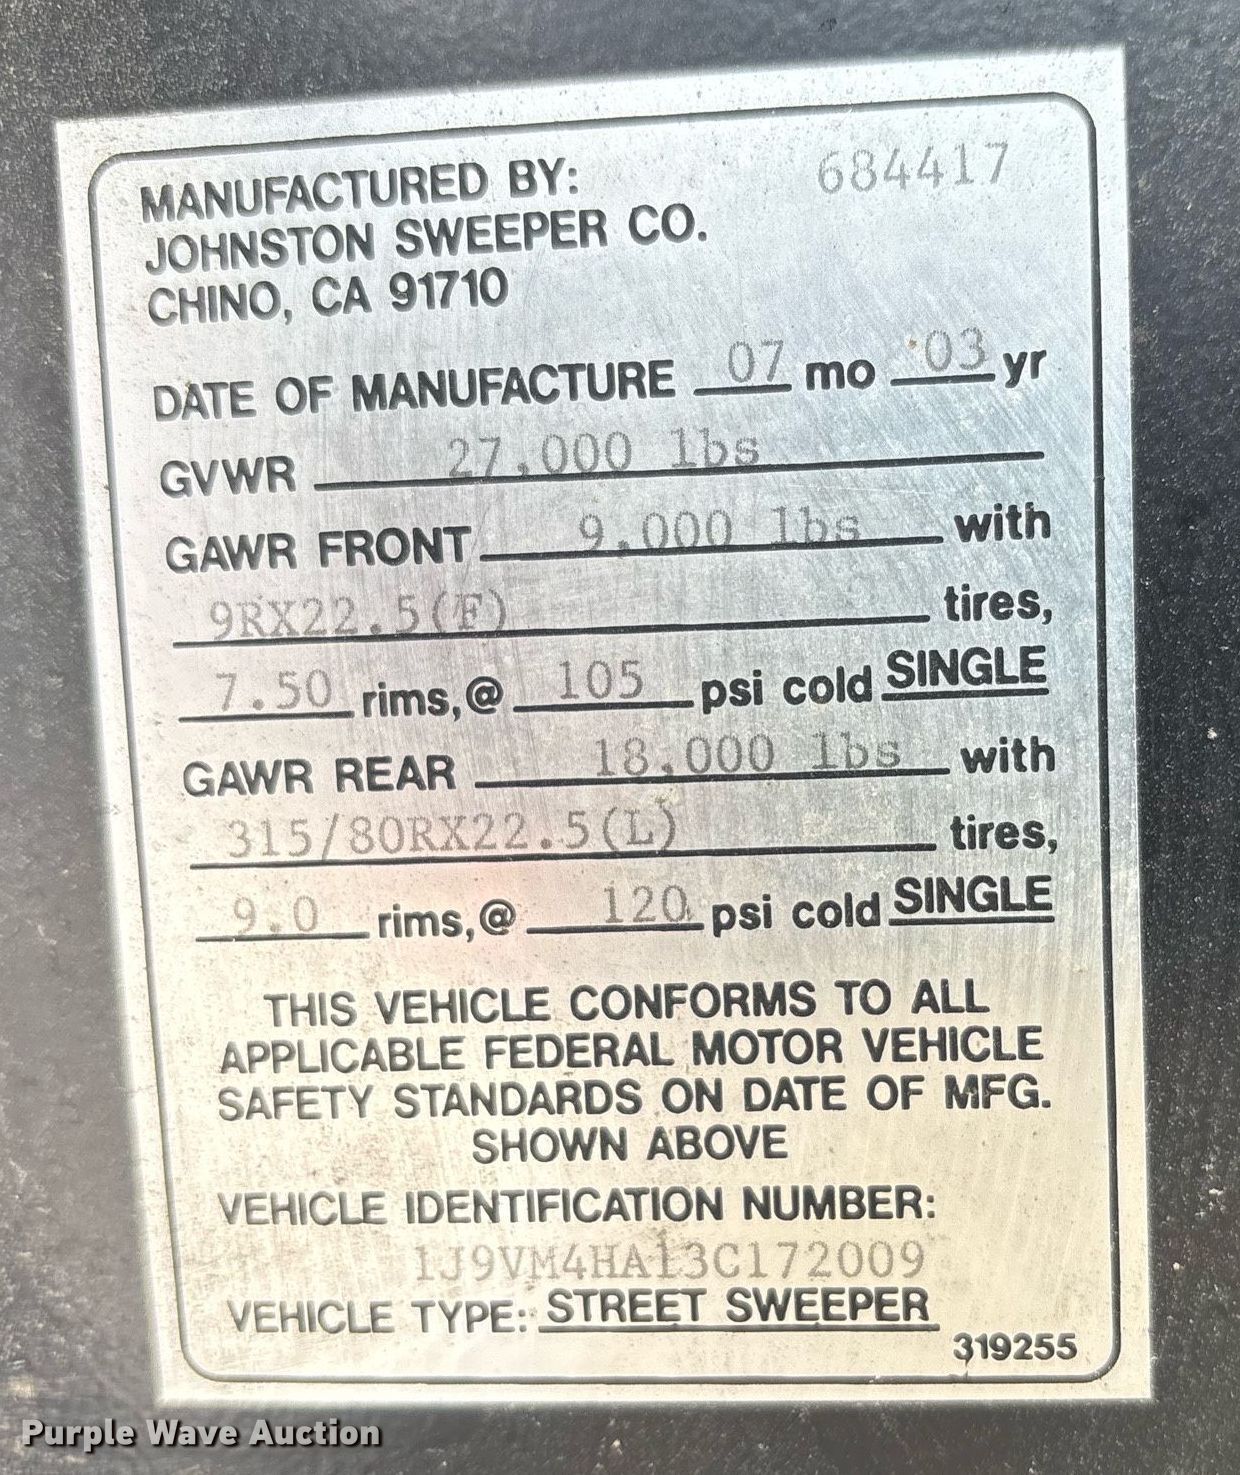 MANUFACTURED BY: 684417
JOHNSTON SWEEPER CO.
CHINO, CA 91710
DATE OF MANUFACTURE 07 mo 03 yr
GVWR 27,000 lbs
GAWR FRONT 9,000 lbs with
9RX22.5(F) tires,
7.50 rims,@ 105 psi cold SINGLE
GAWR REAR 18,000 lbs with
315/80RX22.5(L) tires,
9.0 rims,@ 120 psi cold SINGLE
THIS VEHICLE CONFORMS TO ALL
APPLICABLE FEDERAL MOTOR VEHICLE
SAFETY STANDARDS ON DATE OF MFG.
SHOWN ABOVE
VEHICLE IDENTIFICATION NUMBER:
1J9VM4HA13C172009
VEHICLE TYPE: STREET SWEEPER
319255
Purple Wave Auction